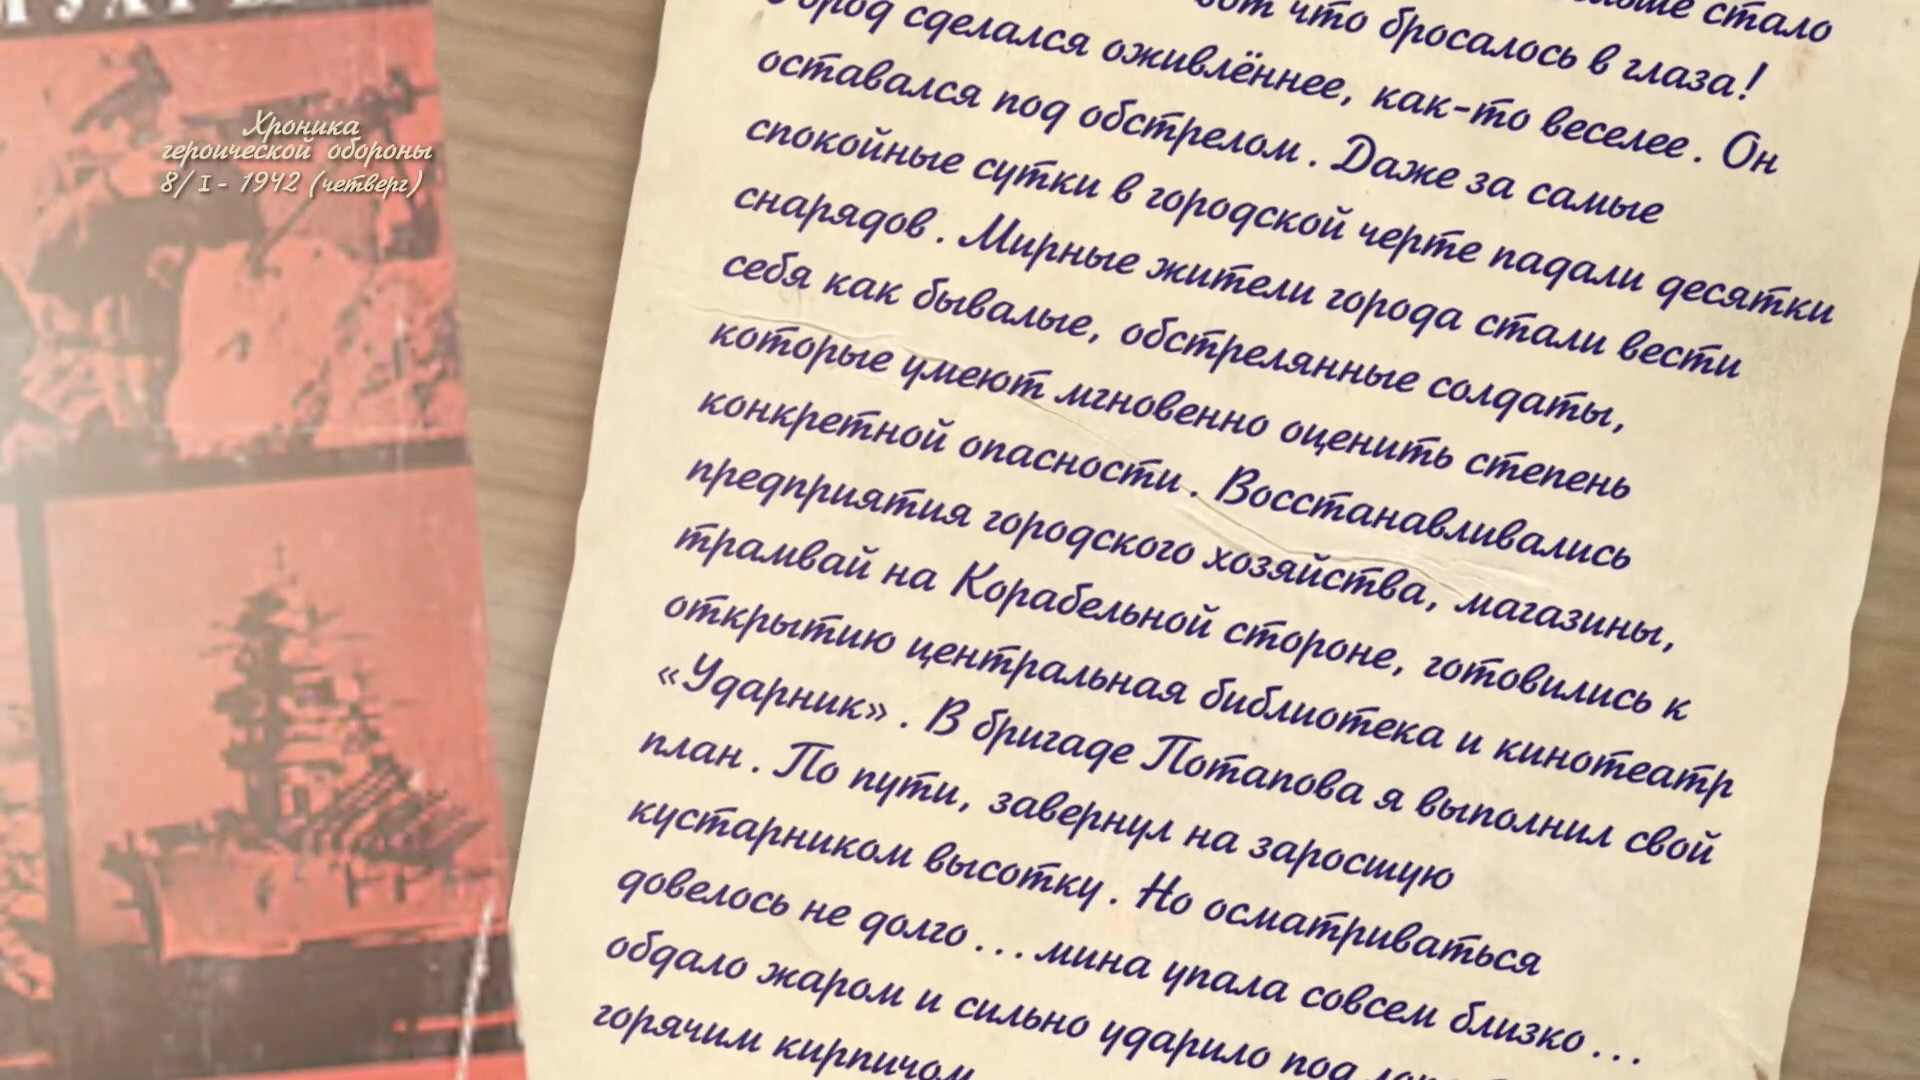 Хроника
героической обороны
8/I - 1942 (четверг)
стало
вот что бросалось в глаза!
Город сделался оживлённее, как-то веселее. Он
оставался под обстрелом. Даже за самые
спокойные сутки в городской черте падали десятки
снарядов. Мирные жители города стали вести
себя как бывалые, обстрелянные солдаты,
которые умеют мгновенно оценить степень
конкретной опасности. Восстанавливались
предприятия городского хозяйства, магазины,
трамвай на Корабельной стороне, готовились к
открытию центральная библиотека и кинотеатр
«Ударник». В бригаде Потапова я выполнил свой
план. По пути, завернул на заросшую
кустарником высотку. Но осматриваться
довелось не долго...мина упала совсем близко...
обдало жаром и сильно ударило под
горячим кирпичом